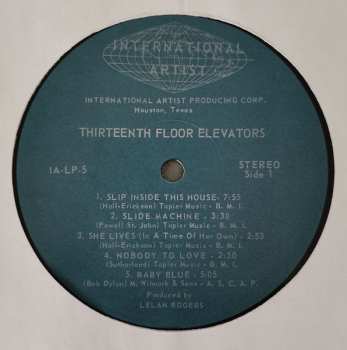 INTERNATIONAL
ARTIST
INTERNATIONAL ARTIST PRODUCING CORP.
Houston, Texas
THIRTEENTH FLOOR ELEVATORS
IA-LP-5
STEREO
Side 1
1. SLIP INSIDE THIS HOUSE- 7:55
(Hall-Erickson) Tapier Music - B. M. I.
2. SLIDE MACHINE - 3:38
(Powell St. John) Tapier Music - B. M. I.
3. SHE LIVES (In A Time Of Her Own) - 2:53
(Hall-Erickson) Tapier Music - B. M. I.
4. NOBODY TO LOVE - 2:50
(Sutherland) Tapier Music - B. M. I.
5. BABY BLUE - 5:05
(Bob Dylan) M. Witmark & Sons - A. S. C. A. P.
Produced by
LELAN ROGERS